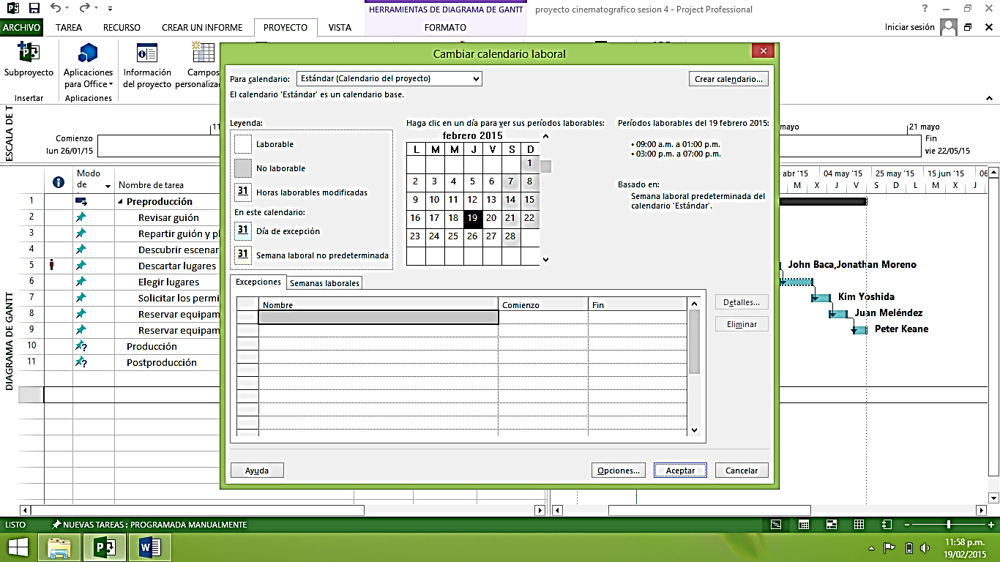 HERRAMIENTAS DE DIAGRAMA DE GANTT
proyecto cinematografico sesion 4 - Project Professional
ARCHIVO TAREA RECURSO CREAR UN INFORME PROYECTO VISTA FORMATO
Iniciar sesión
Subproyecto
Aplicaciones para Office
Información del proyecto
Campos personaliza
Insertar
Aplicaciones
ESCALA DE T
Comienzo
lun 26/01/15
mayo
21 mayo
Fin
vie 22/05/15
Cambiar calendario laboral
Para calendario: Estándar (Calendario del proyecto)
Crear calendario...
El calendario 'Estándar' es un calendario base.
Leyenda:
Laborable
No laborable
31 Horas laborables modificadas
En este calendario:
31 Día de excepción
31 Semana laboral no predeterminada
Haga clic en un día para ver sus períodos laborables:
febrero 2015
L M M J V S D
1
2 3 4 5 6 7 8
9 10 11 12 13 14 15
16 17 18 19 20 21 22
23 24 25 26 27 28
Períodos laborables del 19 febrero 2015:
• 09:00 a.m. a 01:00 p.m.
• 03:00 p.m. a 07:00 p.m.
Basado en:
Semana laboral predeterminada del
calendario 'Estándar'.
Excepciones Semanas laborales
Nombre Comienzo Fin
Detalles...
Eliminar
Ayuda
Opciones...
Aceptar
Cancelar
DIAGRAMA DE GANTT
Modo de
Nombre de tarea
1 Preproducción
2 Revisar guión
3 Repartir guión y pl
4 Descubrir escenar
5 Descartar lugares
6 Elegir lugares
7 Solicitar los permi
8 Reservar equipam
9 Reservar equipam
10 Producción
11 Postproducción
abr '15 04 may '15 25 may '15 15 jun '15 06
M X J V S D L M X J
John Baca,Jonathan Moreno
Kim Yoshida
Juan Meléndez
Peter Keane
LISTO
NUEVAS TAREAS : PROGRAMADA MANUALMENTE
11:58 p.m.
19/02/2015